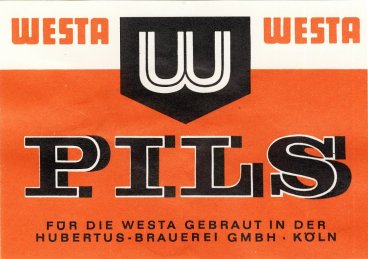 WESTA WESTA
W
PILS
FÜR DIE WESTA GEBRAUT IN DER
HUBERTUS-BRAUEREI GMBH · KÖLN